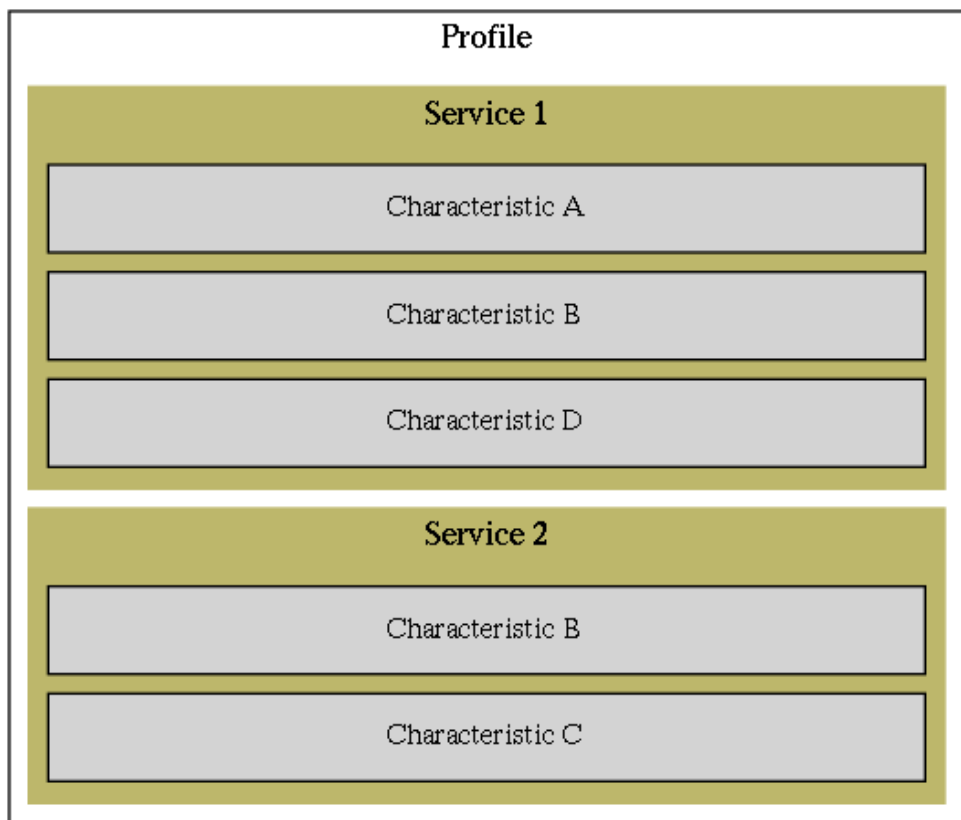 Profile
Service 1
Characteristic A
Characteristic B
Characteristic D
Service 2
Characteristic B
Characteristic C